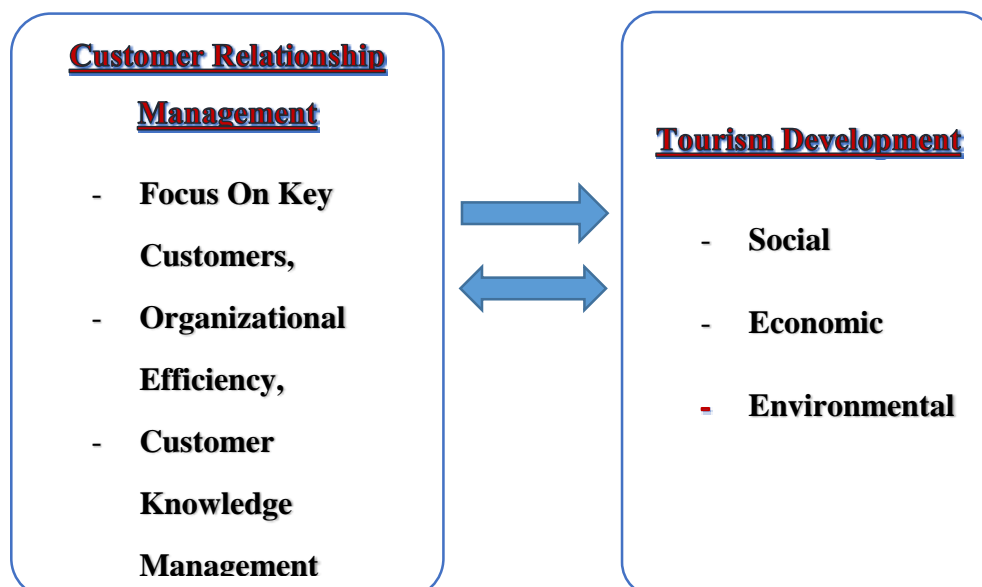 Customer Relationship
Management
- Focus On Key
Customers,
- Organizational
Efficiency,
- Customer
Knowledge
Management
Tourism Development
- Social
- Economic
- Environmental